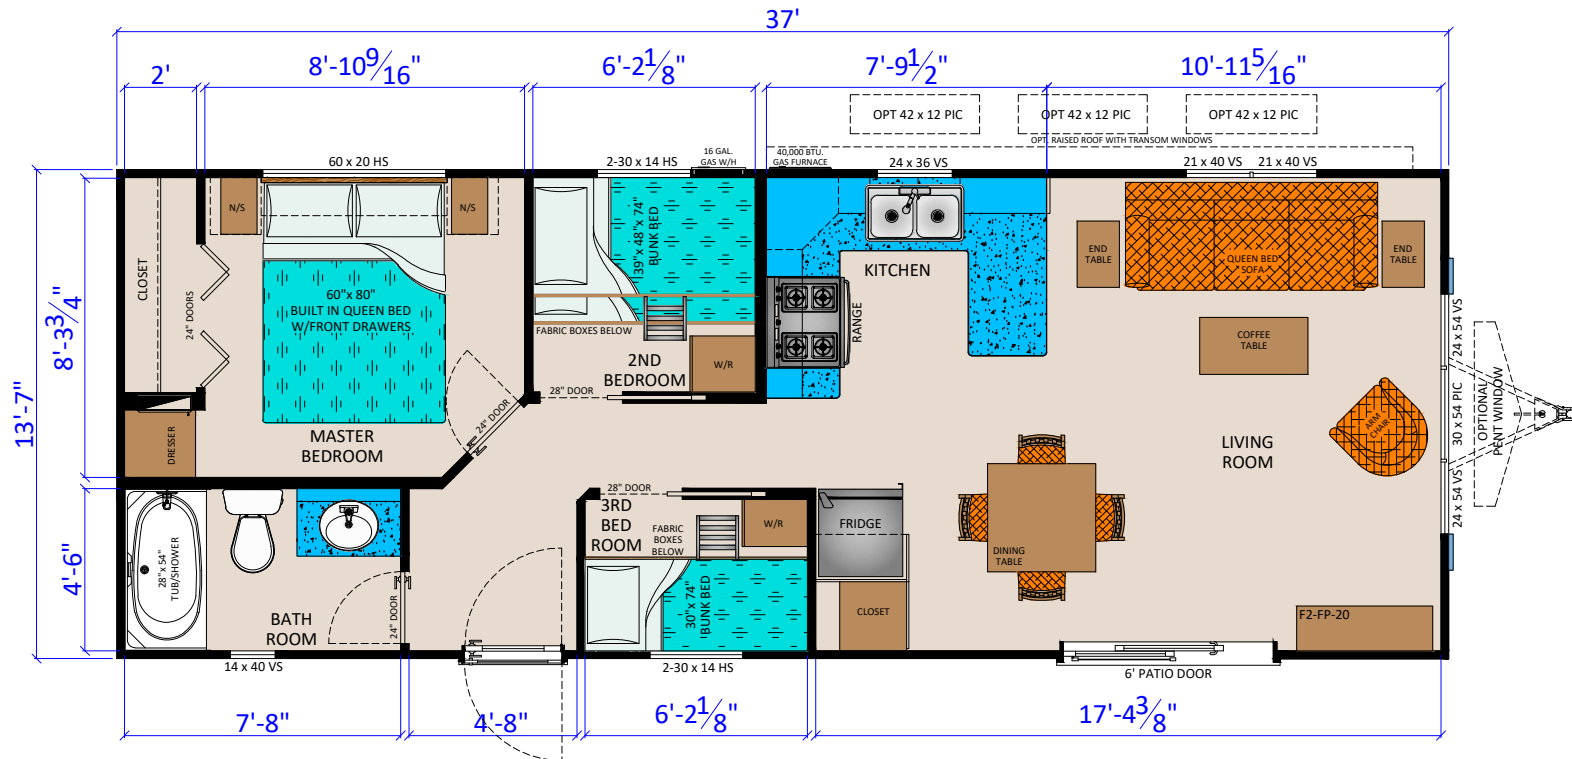 37'
2'
8'-10 9/16"
6'-2 1/8"
7'-9 1/2"
10'-11 5/16"
OPT 42 x 12 PIC
OPT 42 x 12 PIC
OPT 42 x 12 PIC
OPT. RAISED ROOF WITH TRANSOM WINDOWS
60 x 20 HS
2-30 x 14 HS
16 GAL.
GAS W/H
40,000 BTU.
GAS FURNACE
24 x 36 VS
21 x 40 VS
21 x 40 VS
13'-7"
8'-3 3/4"
4'-6"
CLOSET
24" DOORS
N/S
N/S
60"x 80"
BUILT IN QUEEN BED
W/FRONT DRAWERS
MASTER
BEDROOM
24" DOOR
DRESSER
39"x 48"x 74"
BUNK BED
FABRIC BOXES BELOW
2ND
BEDROOM
W/R
28" DOOR
KITCHEN
RANGE
END
TABLE
QUEEN BED
SOFA
END
TABLE
COFFEE
TABLE
ARM
CHAIR
LIVING
ROOM
24 x 54 VS
30 x 54 PIC
24 x 54 VS
OPTIONAL
PENT WINDOW
28" x 54"
TUB/SHOWER
BATH
ROOM
24" DOOR
14 x 40 VS
28" DOOR
3RD
BED
ROOM
FABRIC
BOXES
BELOW
W/R
30"x 74"
BUNK BED
2-30 x 14 HS
FRIDGE
CLOSET
DINING
TABLE
F2-FP-20
6' PATIO DOOR
7'-8"
4'-8"
6'-2 1/8"
17'-4 3/8"